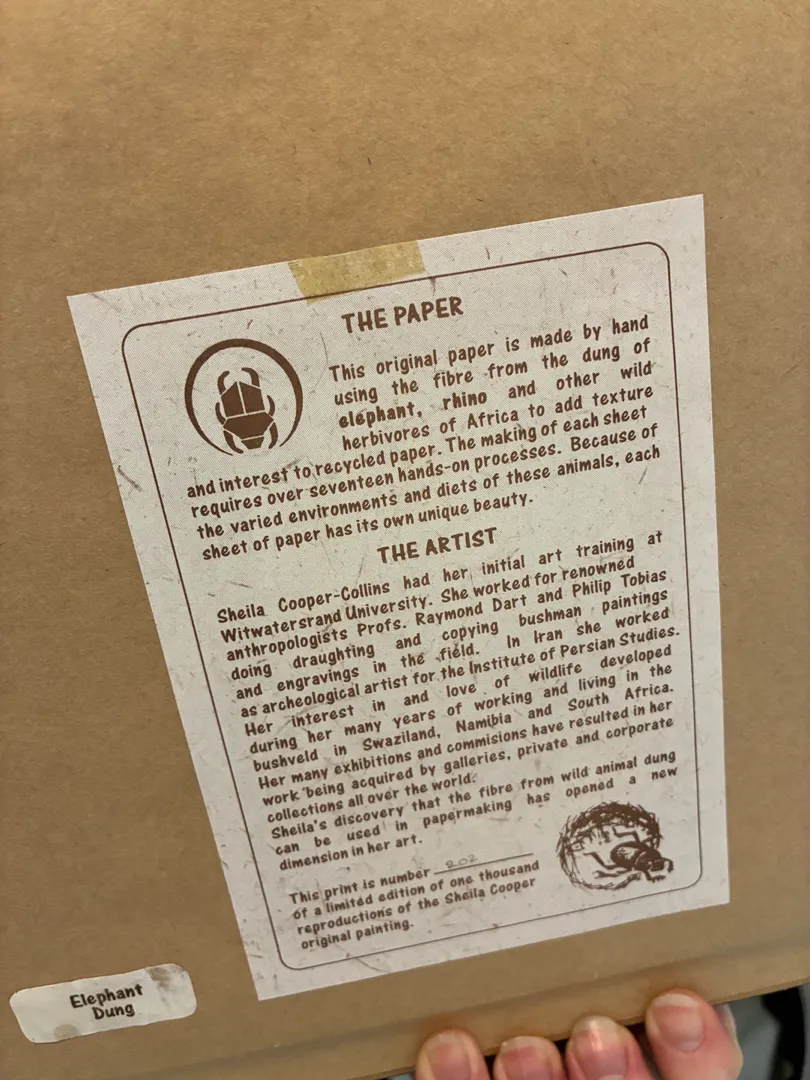 THE PAPER
This original paper is made by hand
using the fibre from the dung of
elephant, rhino and other wild
herbivores of Africa to add texture
and interest to recycled paper. The making of each sheet
requires over seventeen hands-on processes. Because of
the varied environments and diets of these animals, each
sheet of paper has its own unique beauty.
THE ARTIST
Sheila Cooper-Collins had her initial art training at
Witwatersrand University. She worked for renowned
anthropologists Profs. Raymond Dart and Philip Tobias
doing draughting and copying bushman paintings
and engravings in the field. In Iran she worked
as archeological artist for the Institute of Persian Studies.
Her interest in and love of wildlife developed
during her many years of working and living in the
bushveld in Swaziland, Namibia and South Africa.
Her many exhibitions and commisions have resulted in her
work being acquired by galleries, private and corporate
collections all over the world.
Sheila's discovery that the fibre from wild animal dung
can be used in papermaking has opened a new
dimension in her art.
This print is number 202
of a limited edition of one thousand
reproductions of the Sheila Cooper
original painting.
Elephant
Dung